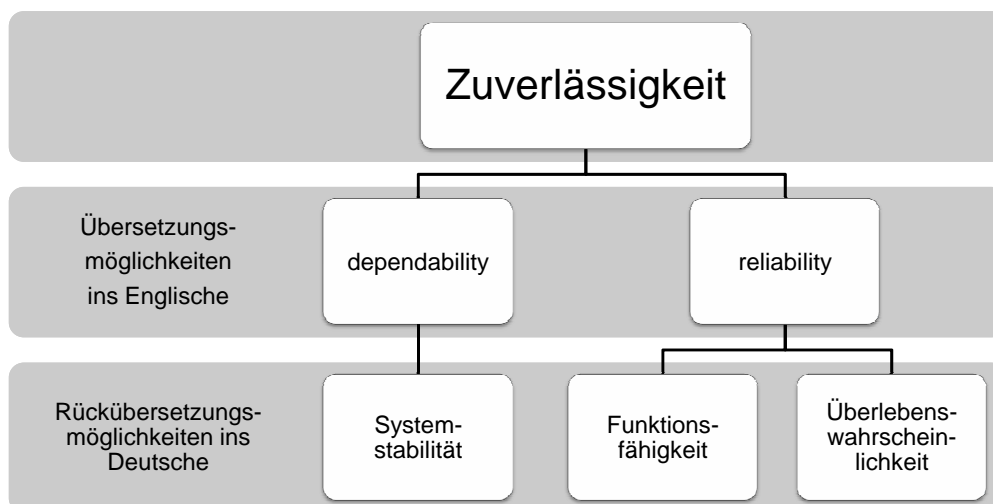 Zuverlässigkeit
Übersetzungs-
möglichkeiten
ins Englische
dependability
reliability
Rückübersetzungs-
möglichkeiten ins
Deutsche
System-
stabilität
Funktions-
fähigkeit
Überlebens-
wahrschein-
lichkeit